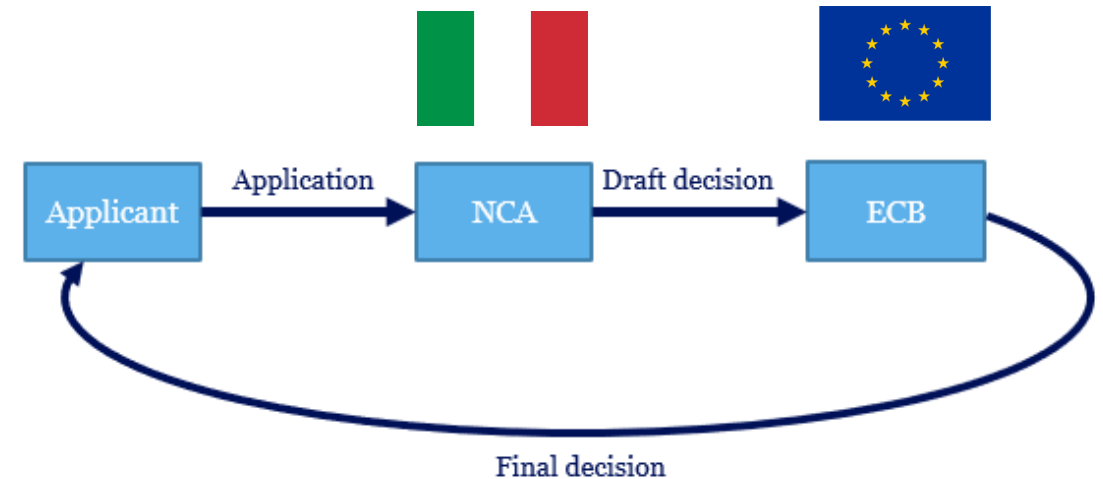 Applicant
Application
NCA
Draft decision
ECB
Final decision